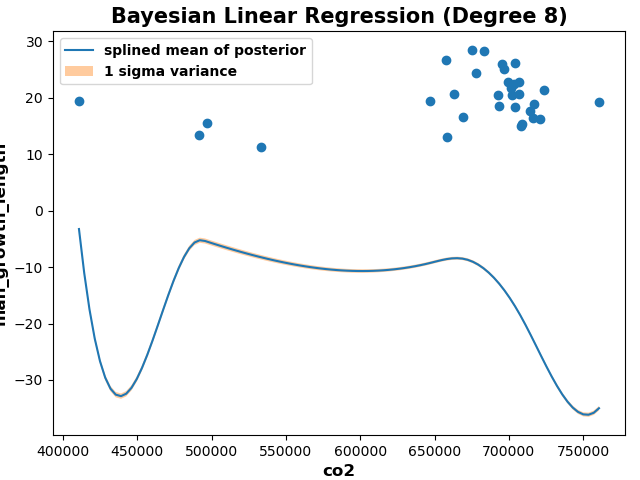 Bayesian Linear Regression (Degree 8)
splined mean of posterior
1 sigma variance
30
20
10
0
−10
−20
−30
400000 450000 500000 550000 600000 650000 700000 750000
co2